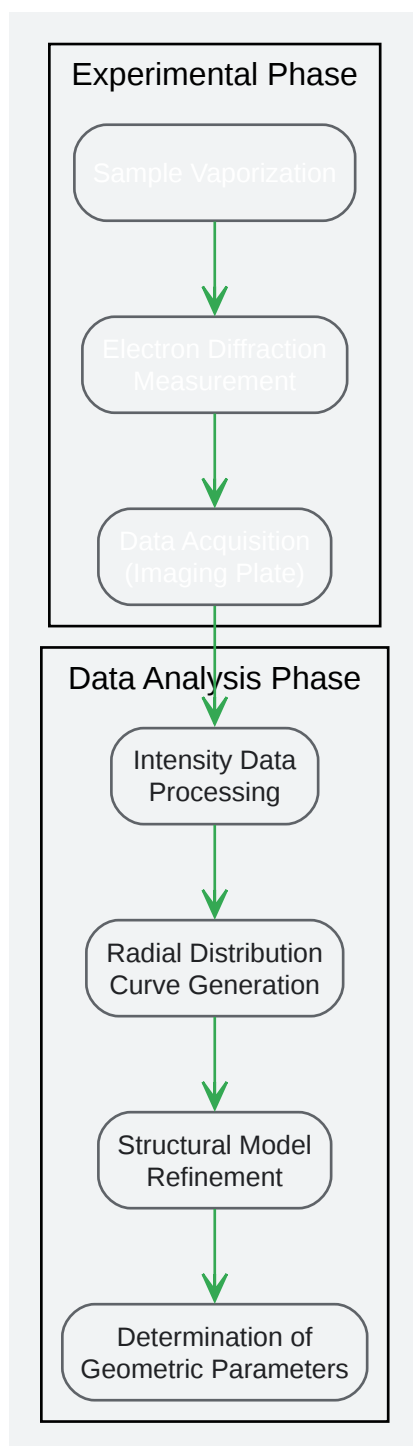 Experimental Phase
Sample Vaporization
Electron Diffraction
Measurement
Data Acquisition
(Imaging Plate)
Data Analysis Phase
Intensity Data
Processing
Radial Distribution
Curve Generation
Structural Model
Refinement
Determination of
Geometric Parameters